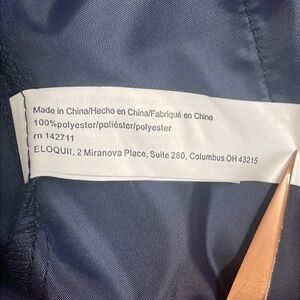 Made in China/Hecho en China/Fabriqué en Chine
100%polyester/poliéster/polyester
rn 142711
ELOQUII, 2 Miranova Place, Suite 280, Columbus OH 43215